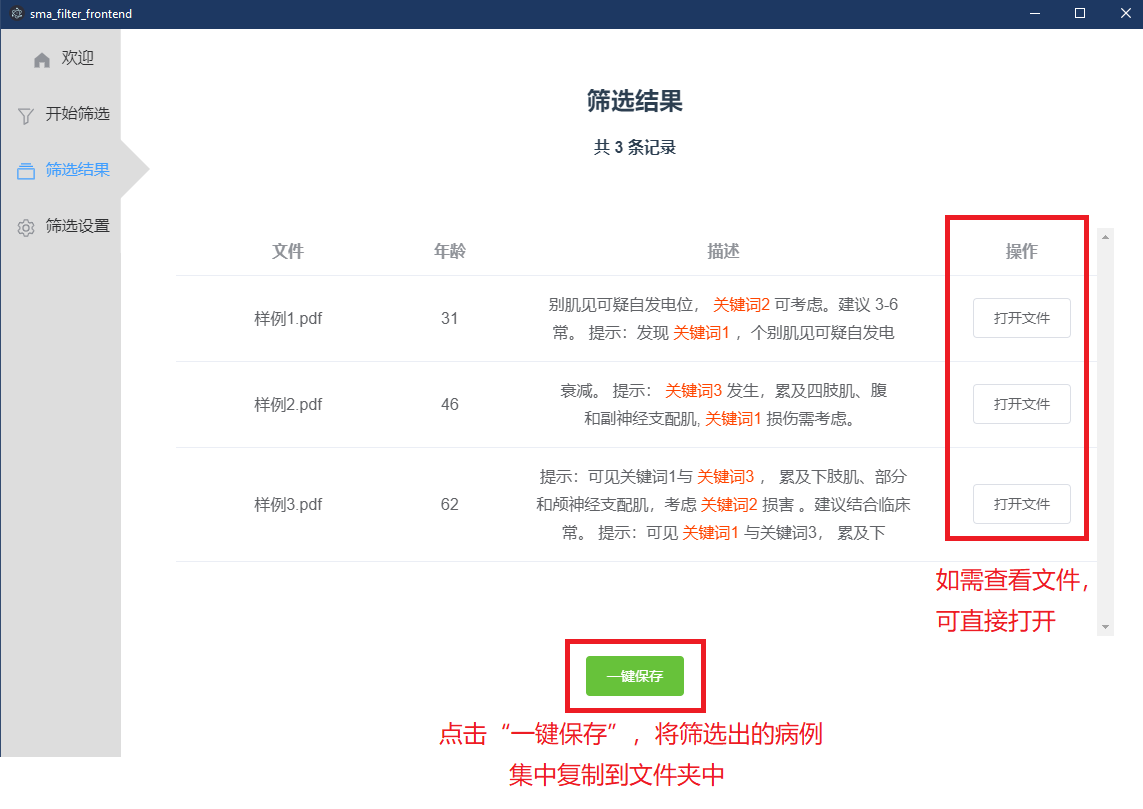 sma_filter_frontend
欢迎
开始筛选
筛选结果
筛选设置
筛选结果
共 3 条记录
文件 年龄 描述 操作
样例1.pdf 31 别肌见可疑自发电位， 关键词2 可考虑。建议 3-6
常。 提示：发现 关键词1 ，个别肌见可疑自发电 打开文件
样例2.pdf 46 衰减。 提示： 关键词3 发生，累及四肢肌、腹
和副神经支配肌, 关键词1 损伤需考虑。 打开文件
样例3.pdf 62 提示：可见关键词1与 关键词3 ， 累及下肢肌、部分
和颅神经支配肌，考虑 关键词2 损害 。建议结合临床
常。 提示：可见 关键词1 与关键词3， 累及下 打开文件
如需查看文件，
可直接打开
一键保存
点击“一键保存”，将筛选出的病例
集中复制到文件夹中